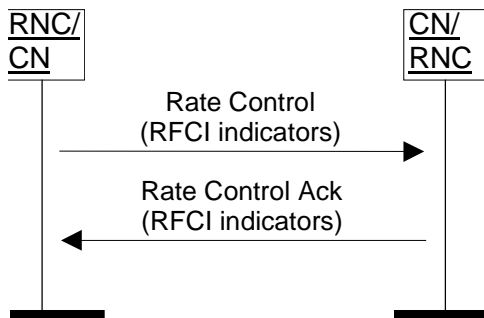 RNC/
CN
CN/
RNC
Rate Control
(RFCI indicators)
Rate Control Ack
(RFCI indicators)